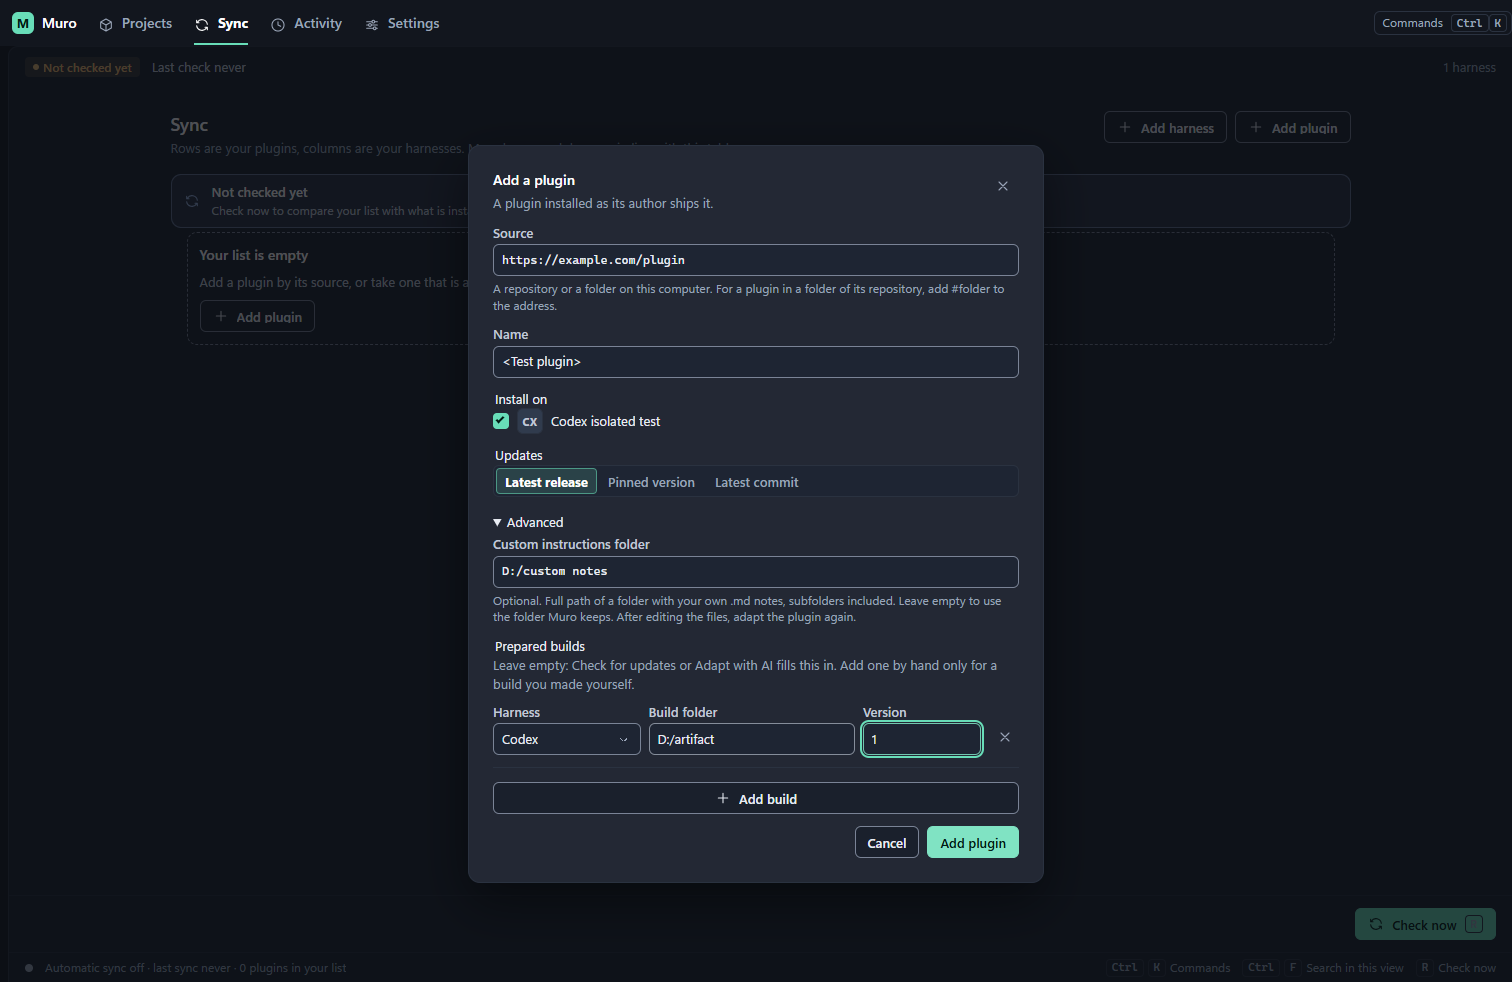 M Muro Projects Sync Activity Settings Commands Ctrl K
Not checked yet Last check never 1 harness
Sync
Add harness Add plugin
Rows are your plugins, columns are your harnesses.
Not checked yet
Check now to compare your list with what is inst
Your list is empty
Add a plugin by its source, or take one that is a
Add plugin
Add a plugin
A plugin installed as its author ships it.
Source
https://example.com/plugin
A repository or a folder on this computer. For a plugin in a folder of its repository, add #folder to
the address.
Name
<Test plugin>
Install on
CX Codex isolated test
Updates
Latest release Pinned version Latest commit
Advanced
Custom instructions folder
D:/custom notes
Optional. Full path of a folder with your own .md notes, subfolders included. Leave empty to use
the folder Muro keeps. After editing the files, adapt the plugin again.
Prepared builds
Leave empty: Check for updates or Adapt with AI fills this in. Add one by hand only for a
build you made yourself.
Harness Build folder Version
Codex D:/artifact 1
Add build
Cancel Add plugin
Check now
Automatic sync off · last sync never · 0 plugins in your list Ctrl K Commands Ctrl F Search in this view R Check now